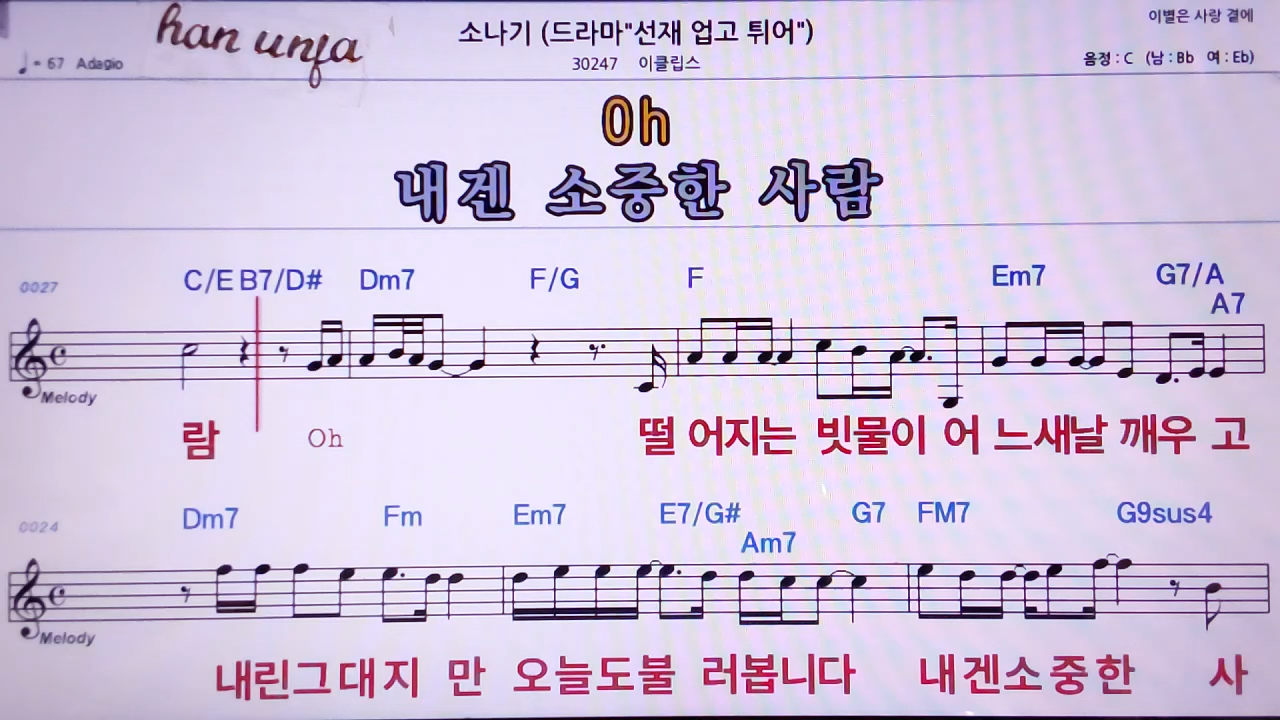 han unfa
소나기 (드라마"선재 업고 튀어")
이별은 사랑 결에
♩= 67 Adagio
30247 이클립스
음정 : C (남 : Bb 여 : Eb)
Oh
내겐 소중한 사람
0027
C/E B7/D# Dm7 F/G F Em7 G7/A A7
Melody
람 Oh 떨 어지는 빗물이 어 느새날 깨우 고
0024
Dm7 Fm Em7 E7/G# Am7 G7 FM7 G9sus4
Melody
내린그대지 만 오늘도불 러봅니다 내겐소중한 사